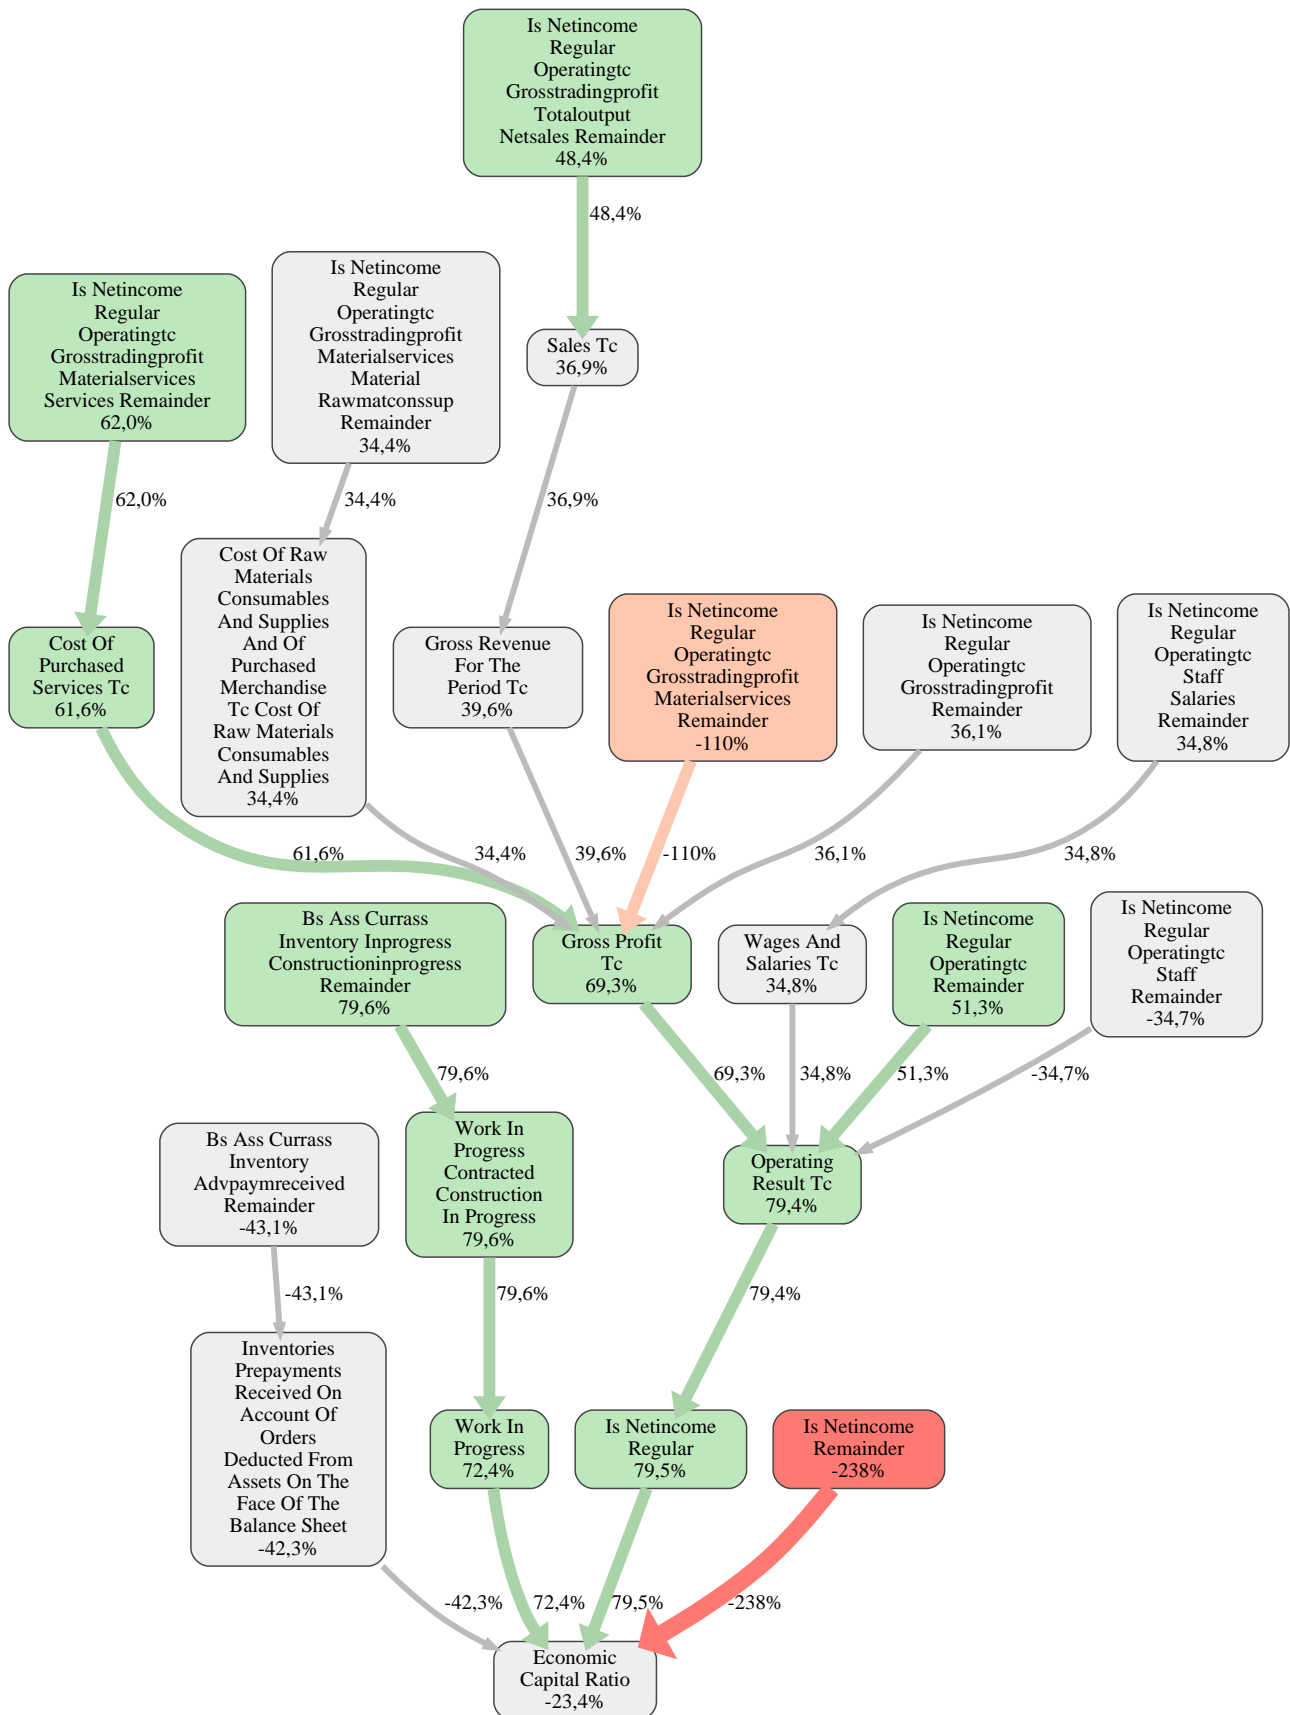 Is Netincome
Regular
Operatingtc
Grosstradingprofit
Totaloutput
Netsales Remainder
48,4%
48,4%
Is Netincome
Regular
Operatingtc
Grosstradingprofit
Materialservices
Services Remainder
62,0%
Is Netincome
Regular
Operatingtc
Grosstradingprofit
Materialservices
Material
Rawmatconssup
Remainder
34,4%
Sales Tc
36,9%
62,0%
34,4%
36,9%
Cost Of
Purchased
Services Tc
61,6%
Cost Of Raw
Materials
Consumables
And Supplies
And Of
Purchased
Merchandise
Tc Cost Of
Raw Materials
Consumables
And Supplies
34,4%
Gross Revenue
For The
Period Tc
39,6%
Is Netincome
Regular
Operatingtc
Grosstradingprofit
Materialservices
Remainder
-110%
Is Netincome
Regular
Operatingtc
Grosstradingprofit
Remainder
36,1%
Is Netincome
Regular
Operatingtc
Staff
Salaries
Remainder
34,8%
61,6%
34,4%
39,6%
-110%
36,1%
34,8%
Bs Ass Currass
Inventory Inprogress
Constructioninprogress
Remainder
79,6%
Gross Profit
Tc
69,3%
Wages And
Salaries Tc
34,8%
Is Netincome
Regular
Operatingtc
Remainder
51,3%
Is Netincome
Regular
Operatingtc
Staff
Remainder
-34,7%
79,6%
69,3%
34,8%
51,3%
-34,7%
Bs Ass Currass
Inventory
Advpaymreceived
Remainder
-43,1%
Work In
Progress
Contracted
Construction
In Progress
79,6%
Operating
Result Tc
79,4%
-43,1%
79,6%
79,4%
Inventories
Prepayments
Received On
Account Of
Orders
Deducted From
Assets On The
Face Of The
Balance Sheet
-42,3%
Work In
Progress
72,4%
Is Netincome
Regular
79,5%
Is Netincome
Remainder
-238%
-42,3%
72,4%
79,5%
-238%
Economic
Capital Ratio
-23,4%